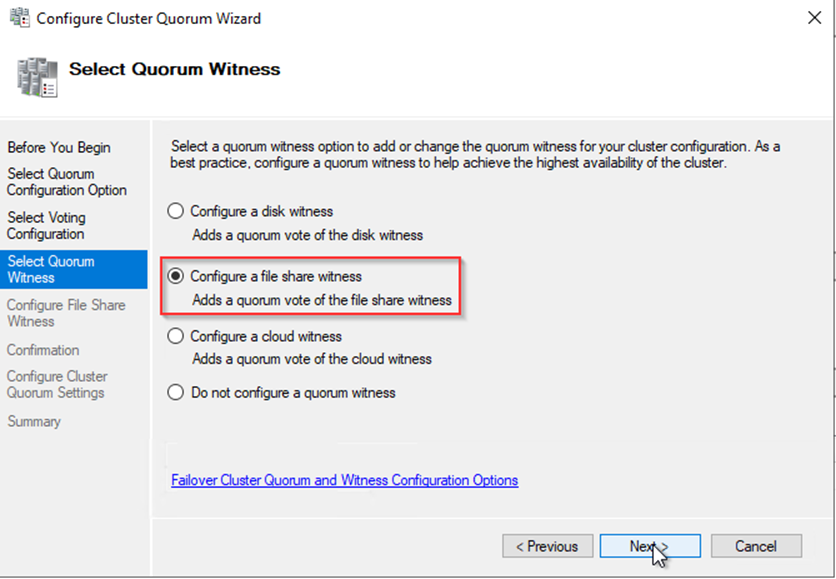 Configure Cluster Quorum Wizard
Select Quorum Witness
Before You Begin
Select Quorum
Configuration Option
Select Voting
Configuration
Select Quorum
Witness
Configure File Share
Witness
Confirmation
Configure Cluster
Quorum Settings
Summary
Select a quorum witness option to add or change the quorum witness for your cluster configuration. As a
best practice, configure a quorum witness to help achieve the highest availability of the cluster.
Configure a disk witness
Adds a quorum vote of the disk witness
Configure a file share witness
Adds a quorum vote of the file share witness
Configure a cloud witness
Adds a quorum vote of the cloud witness
Do not configure a quorum witness
Failover Cluster Quorum and Witness Configuration Options
< Previous
Next >
Cancel